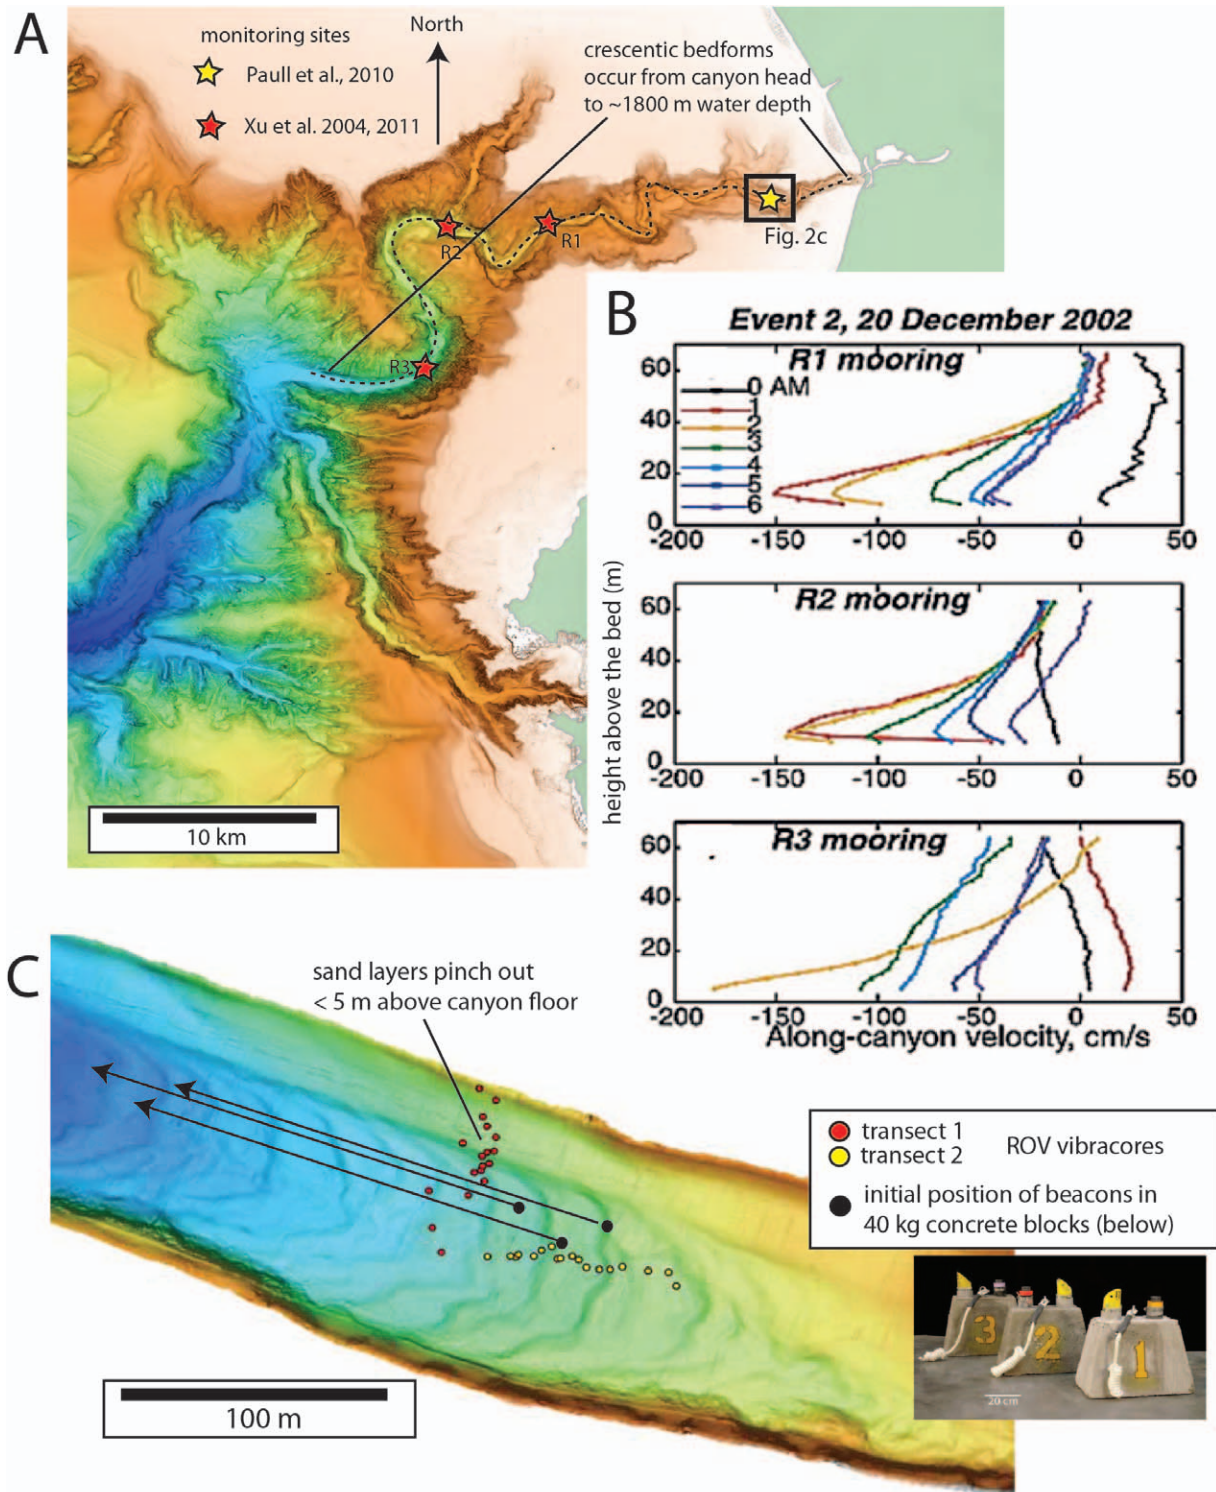 A
monitoring sites
Paull et al., 2010
Xu et al. 2004, 2011
North
crescentic bedforms
occur from canyon head
to ~1800 m water depth
R2
R1
R3
Fig. 2c
10 km
B
Event 2, 20 December 2002
height above the bed (m)
R1 mooring
60
40
20
0
0 AM
1
2
3
4
5
6
-200 -150 -100 -50 0 50
R2 mooring
60
40
20
0
-200 -150 -100 -50 0 50
R3 mooring
60
40
20
0
-200 -150 -100 -50 0 50
Along-canyon velocity, cm/s
C
sand layers pinch out
< 5 m above canyon floor
100 m
transect 1
transect 2
ROV vibracores
initial position of beacons in
40 kg concrete blocks (below)
3 2 1
20 cm